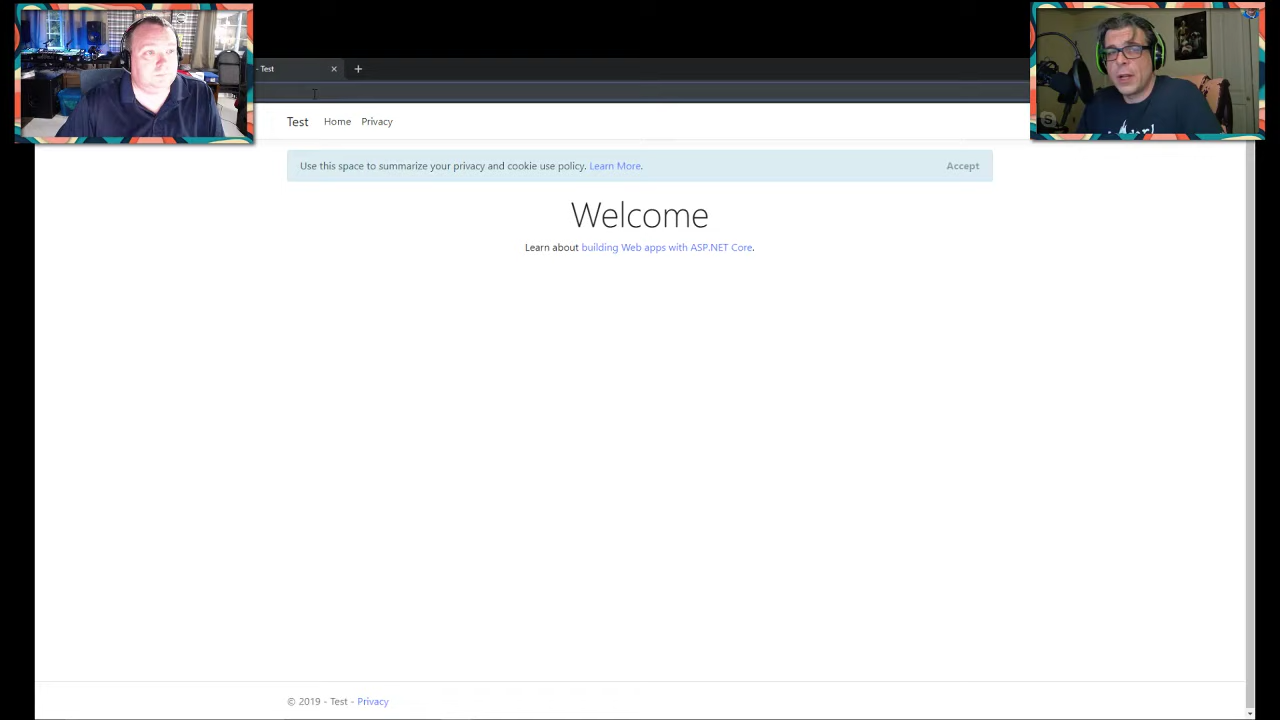 - Test
Test Home Privacy
Use this space to summarize your privacy and cookie use policy. Learn More. Accept
Welcome
Learn about building Web apps with ASP.NET Core.
© 2019 - Test - Privacy